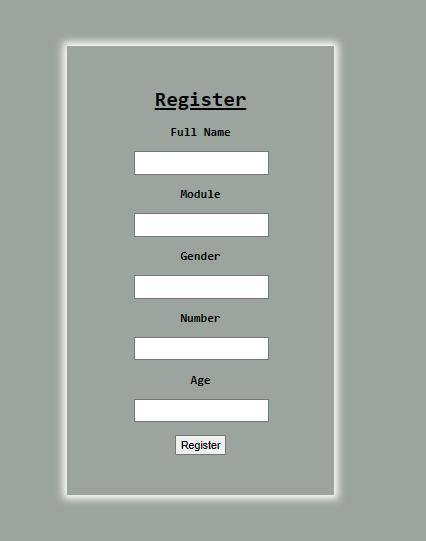 Register
Full Name
Module
Gender
Number
Age
Register